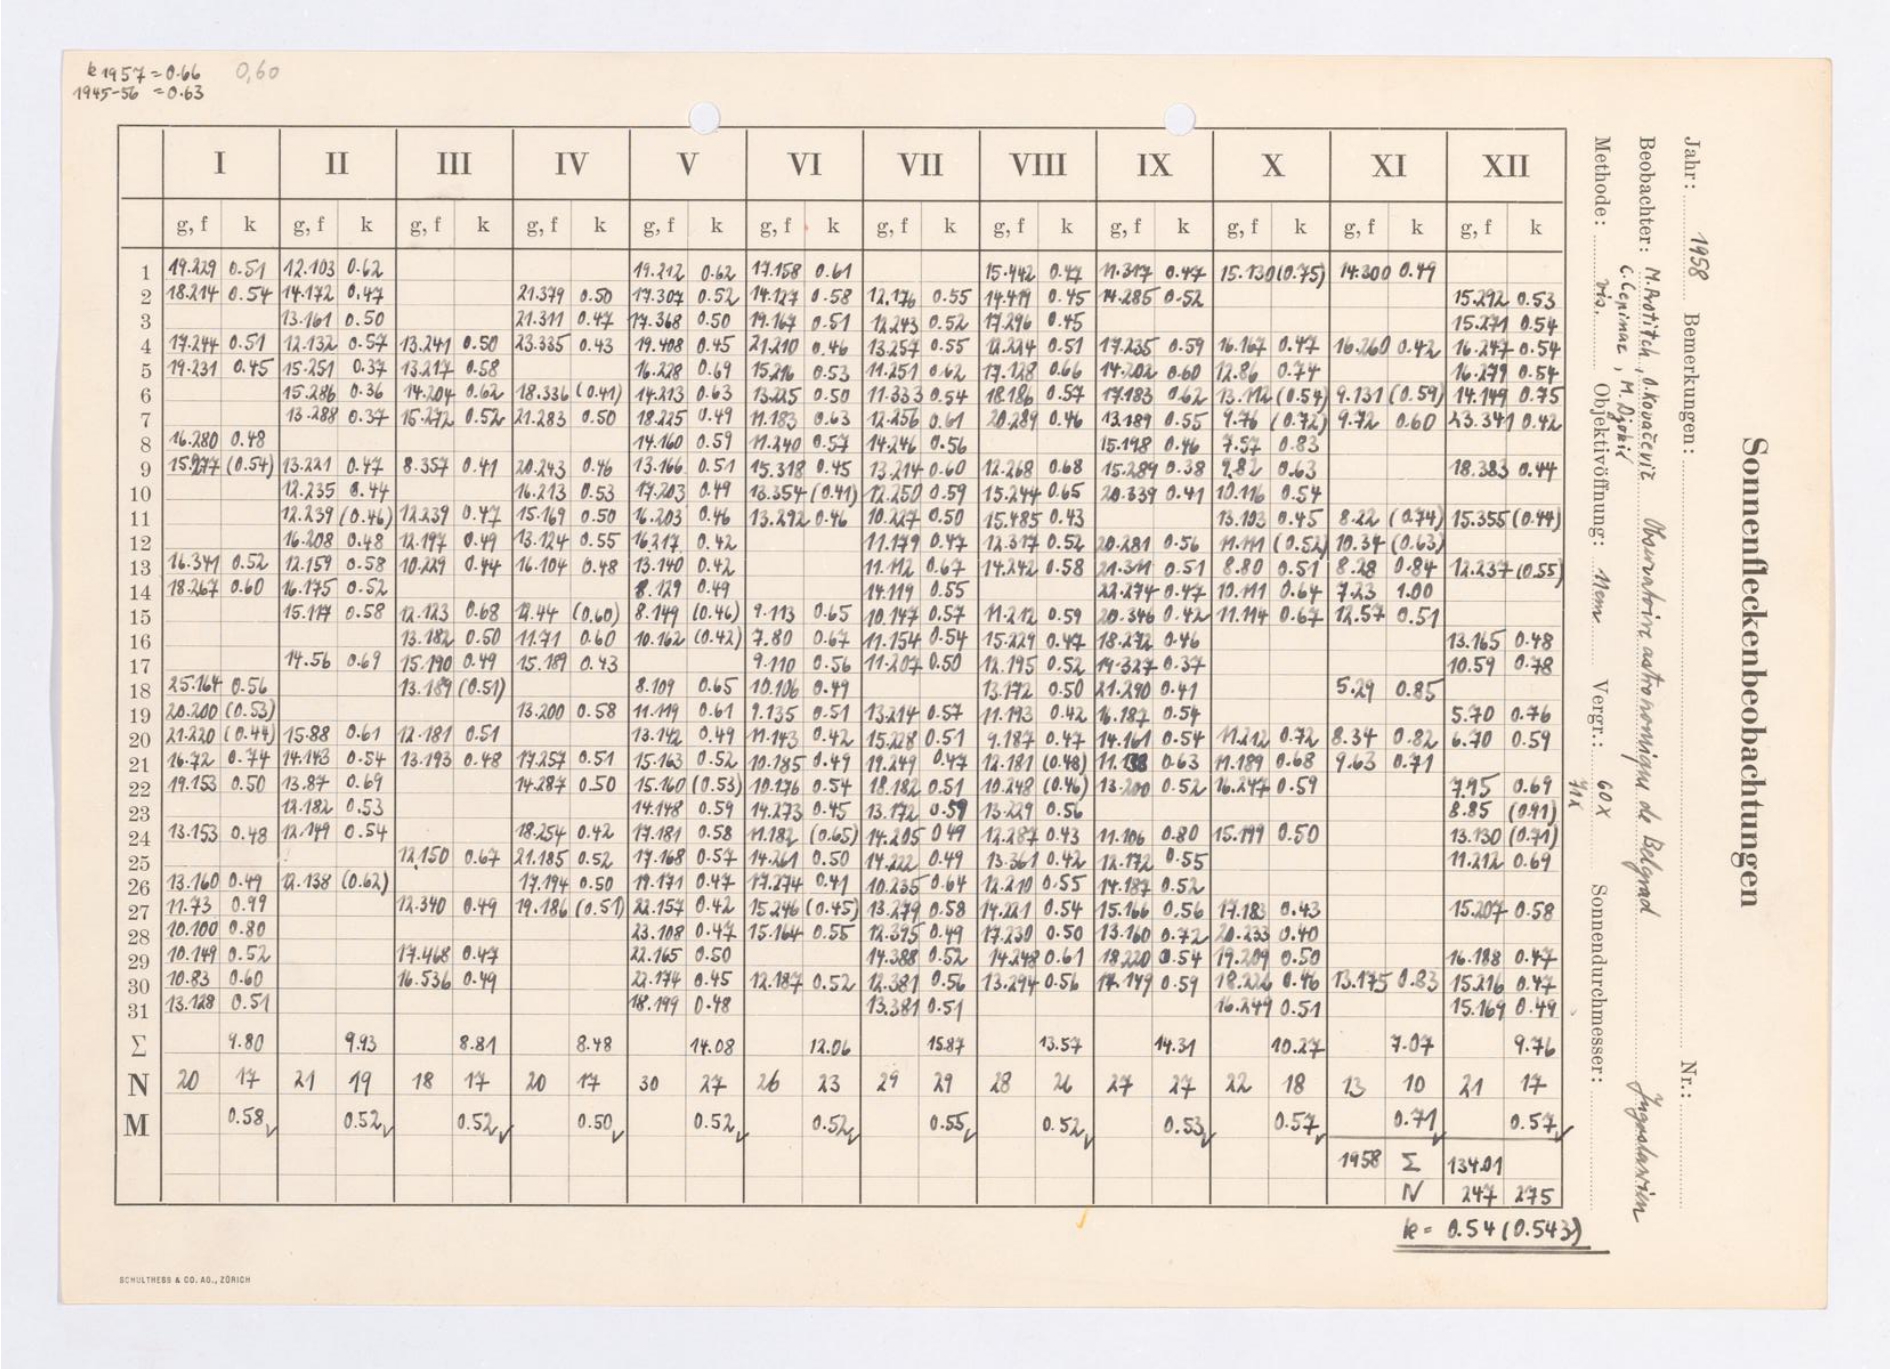 k 1957 = 0.66 0,60
1945-56 = 0.63
I II III IV V VI VII VIII IX X XI XII
g, f k g, f k g, f k g, f k g, f k g, f k g, f k g, f k g, f k g, f k g, f k g, f k
1 19.229 0.51 12.103 0.62 19.212 0.62 17.158 0.61 15.442 0.47 11.317 0.47 15.130 (0.75) 14.300 0.49
2 18.214 0.54 14.172 0.47 21.379 0.50 17.307 0.52 14.127 0.58 12.176 0.55 14.419 0.45 14.285 0.52 15.292 0.53
3 13.161 0.50 21.311 0.47 17.368 0.50 19.167 0.51 12.243 0.52 17.296 0.45 15.271 0.54
4 17.244 0.51 12.132 0.57 13.241 0.50 23.335 0.43 19.408 0.45 21.210 0.46 13.257 0.55 12.224 0.51 17.235 0.59 16.167 0.47 16.260 0.42 16.247 0.54
5 19.231 0.45 15.251 0.37 13.217 0.58 16.228 0.69 15.216 0.53 11.251 0.62 17.128 0.66 14.202 0.60 12.86 0.74 16.279 0.54
6 15.286 0.36 14.204 0.62 18.336 (0.41) 14.213 0.63 13.225 0.50 11.333 0.54 18.186 0.57 17.183 0.62 13.112 (0.54) 9.131 (0.59) 14.149 0.75
7 13.288 0.37 15.272 0.52 21.283 0.50 18.225 0.49 11.183 0.63 12.256 0.61 20.289 0.46 13.189 0.55 9.76 (0.72) 9.72 0.60 23.341 0.42
8 16.280 0.48 14.160 0.59 11.240 0.57 14.246 0.56 15.198 0.46 7.57 0.83
9 15.277 (0.54) 13.221 0.47 8.357 0.41 20.243 0.46 13.166 0.51 15.318 0.45 13.214 0.60 12.268 0.68 15.289 0.38 9.82 0.63 18.383 0.44
10 12.235 0.44 16.213 0.53 17.203 0.49 13.354 (0.41) 12.250 0.59 15.244 0.65 20.339 0.41 10.116 0.54
11 12.239 (0.46) 12.239 0.47 15.169 0.50 16.203 0.46 13.292 0.46 10.227 0.50 15.485 0.43 13.103 0.45 8.22 (0.74) 15.355 (0.44)
12 16.208 0.48 12.197 0.49 13.124 0.55 16.217 0.42 11.179 0.47 12.317 0.52 20.281 0.56 11.111 (0.52) 10.34 (0.63)
13 16.341 0.52 12.159 0.58 10.229 0.44 16.104 0.48 13.140 0.42 11.112 0.67 14.242 0.58 21.311 0.51 8.80 0.51 8.28 0.84 12.237 (0.55)
14 18.267 0.60 16.175 0.52 8.129 0.49 14.119 0.55 22.274 0.47 10.111 0.64 7.23 1.00
15 15.117 0.58 12.123 0.68 12.44 (0.60) 8.149 (0.46) 9.113 0.65 10.147 0.57 11.212 0.59 20.346 0.42 11.114 0.67 12.57 0.51
16 13.182 0.50 11.71 0.60 10.162 (0.42) 7.80 0.67 11.154 0.54 15.229 0.47 18.272 0.46 13.165 0.48
17 14.56 0.69 15.190 0.49 15.189 0.43 9.110 0.56 11.207 0.50 12.195 0.52 19.327 0.37 10.59 0.78
18 25.164 0.56 13.189 (0.51) 8.109 0.65 10.106 0.49 13.172 0.50 21.290 0.41 5.29 0.85
19 20.200 (0.53) 13.200 0.58 11.119 0.61 9.135 0.51 13.214 0.57 11.193 0.42 16.187 0.54 5.70 0.76
20 21.220 (0.44) 15.88 0.61 12.181 0.51 13.142 0.49 11.143 0.42 15.228 0.51 9.187 0.47 14.161 0.54 11.212 0.72 8.34 0.82 6.70 0.59
21 16.72 0.74 14.143 0.54 13.193 0.48 17.257 0.51 15.163 0.52 10.185 0.49 19.249 0.47 12.181 (0.48) 0.63 11.189 0.68 9.63 0.71
22 19.153 0.50 13.87 0.69 14.287 0.50 15.160 (0.53) 10.176 0.54 18.182 0.51 10.248 (0.46) 13.200 0.52 16.247 0.59 7.95 0.69
23 12.182 0.53 14.148 0.59 14.273 0.45 13.172 0.59 13.229 0.56 8.85 (0.91)
24 13.153 0.48 12.149 0.54 18.254 0.42 17.181 0.58 11.182 (0.65) 14.205 0.49 12.287 0.43 11.106 0.80 15.199 0.50 13.130 (0.71)
25 12.150 0.67 21.185 0.52 17.168 0.57 14.261 0.50 14.222 0.49 13.361 0.42 12.172 0.55 11.212 0.69
26 13.160 0.49 12.138 (0.62) 17.194 0.50 19.171 0.47 17.274 0.41 10.235 0.64 12.210 0.55 14.187 0.52
27 11.73 0.99 12.340 0.49 19.186 (0.51) 22.157 0.42 15.246 (0.45) 13.279 0.58 14.221 0.54 15.166 0.56 17.183 0.43 15.207 0.58
28 10.100 0.80 23.108 0.47 15.164 0.55 12.395 0.49 17.230 0.50 13.160 0.72 20.233 0.40
29 10.149 0.52 17.468 0.47 22.165 0.50 14.388 0.52 14.248 0.61 18.220 0.54 19.209 0.50 16.188 0.47
30 10.83 0.60 16.536 0.49 22.174 0.45 12.187 0.52 12.381 0.56 13.294 0.56 17.149 0.59 18.226 0.46 13.175 0.83 15.216 0.47
31 13.128 0.51 18.199 0.48 13.381 0.51 16.249 0.51 15.169 0.49
Σ 9.80 9.93 8.81 8.48 14.08 12.06 15.87 13.57 14.31 10.27 7.07 9.76
N 20 17 21 19 18 17 20 17 30 27 26 23 29 29 28 26 27 27 22 18 13 10 21 17
M 0.58 0.52 0.52 0.50 0.52 0.52 0.55 0.52 0.53 0.57 0.71 0.57
1958 Σ 134.01
N 247 275
k = 0.54 (0.543)
SCHULTHESS & CO. AG., ZÜRICH
Sonnenfleckenbeobachtungen
Jahr: 1958 Bemerkungen: Nr.:
Beobachter: M. Protitch, O. Kovačević Observatoire astronomique de Belgrad Jugoslavien
M. Djokić
Methode: vis. Objektivöffnung: 11cm Vergr.: 60x Sonnendurchmesser: